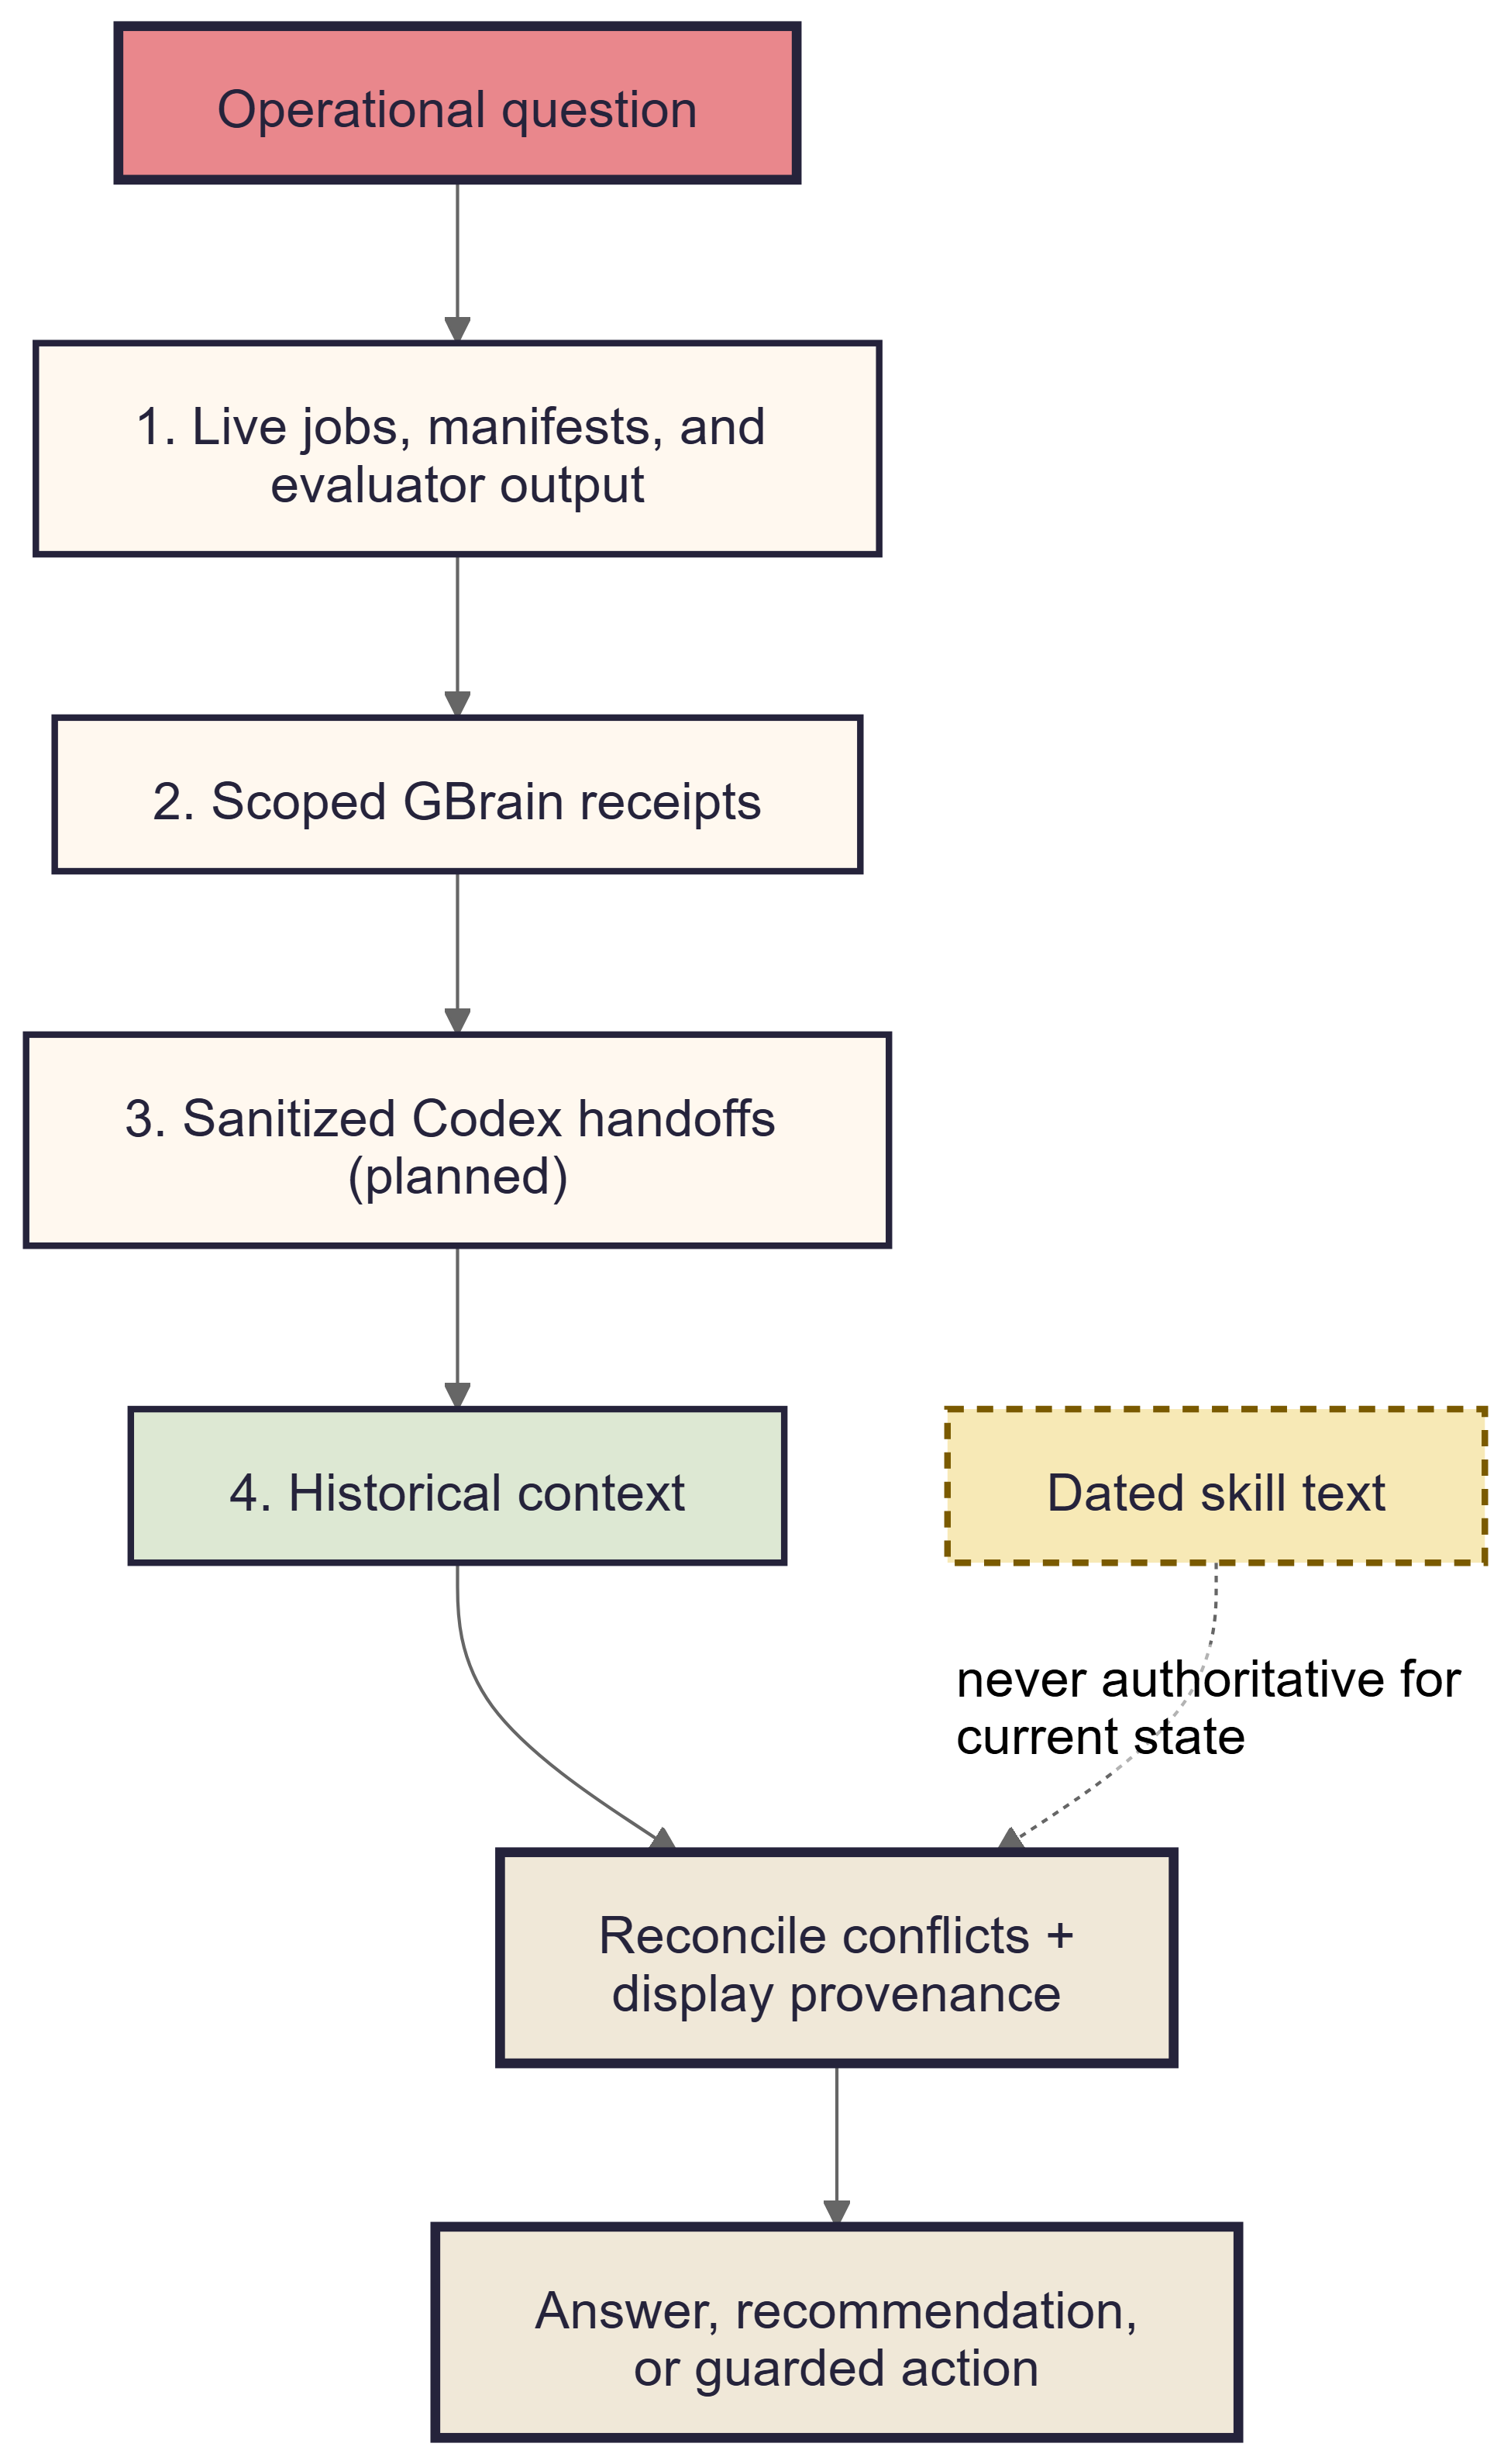 Operational question
1. Live jobs, manifests, and
evaluator output
2. Scoped GBrain receipts
3. Sanitized Codex handoffs
(planned)
4. Historical context
Dated skill text
never authoritative for
current state
Reconcile conflicts +
display provenance
Answer, recommendation,
or guarded action